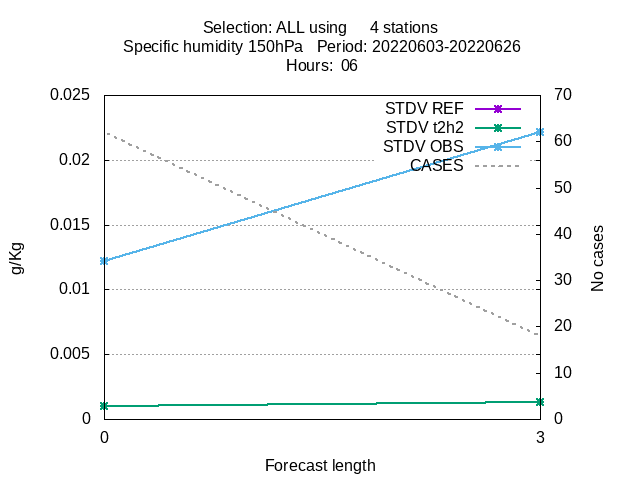 Selection: ALL using 4 stations
Specific humidity 150hPa Period: 20220603-20220626
Hours: 06
0.025
0.02
0.015
0.01
0.005
0
70
60
50
40
30
20
10
0
STDV REF
STDV t2h2
STDV OBS
CASES
g/Kg
No cases
0 3
Forecast length